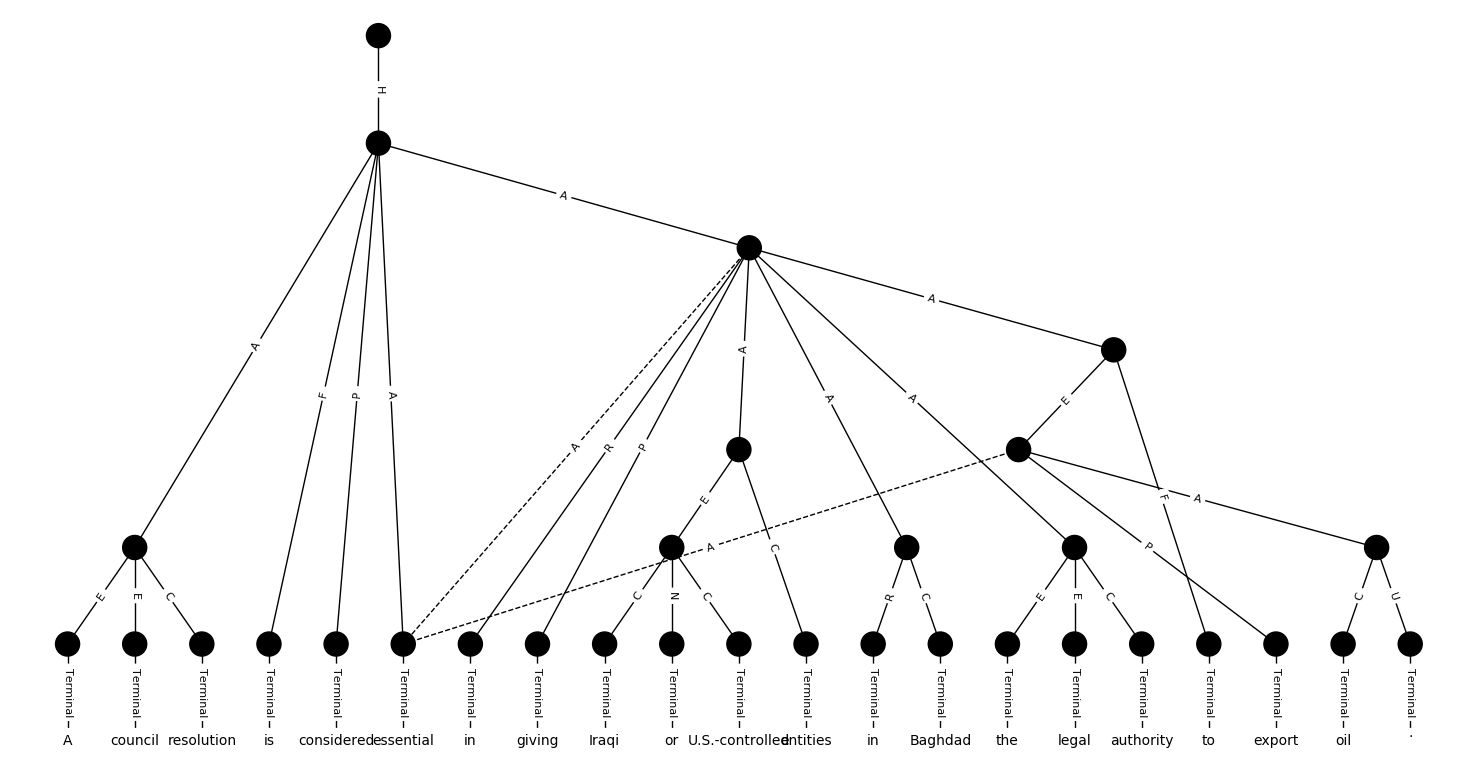 H
A
A
A
F
P
A
A
A
R
P
A
A
E
E
F
A
C
A
P
E
E
C
C
N
C
R
C
E
E
C
C
U
Terminal Terminal Terminal Terminal Terminal Terminal Terminal Terminal Terminal Terminal Terminal Terminal Terminal Terminal Terminal Terminal Terminal Terminal Terminal Terminal Terminal
A council resolution is considered essential in giving Iraqi or U.S.-controlled entities in Baghdad the legal authority to export oil .